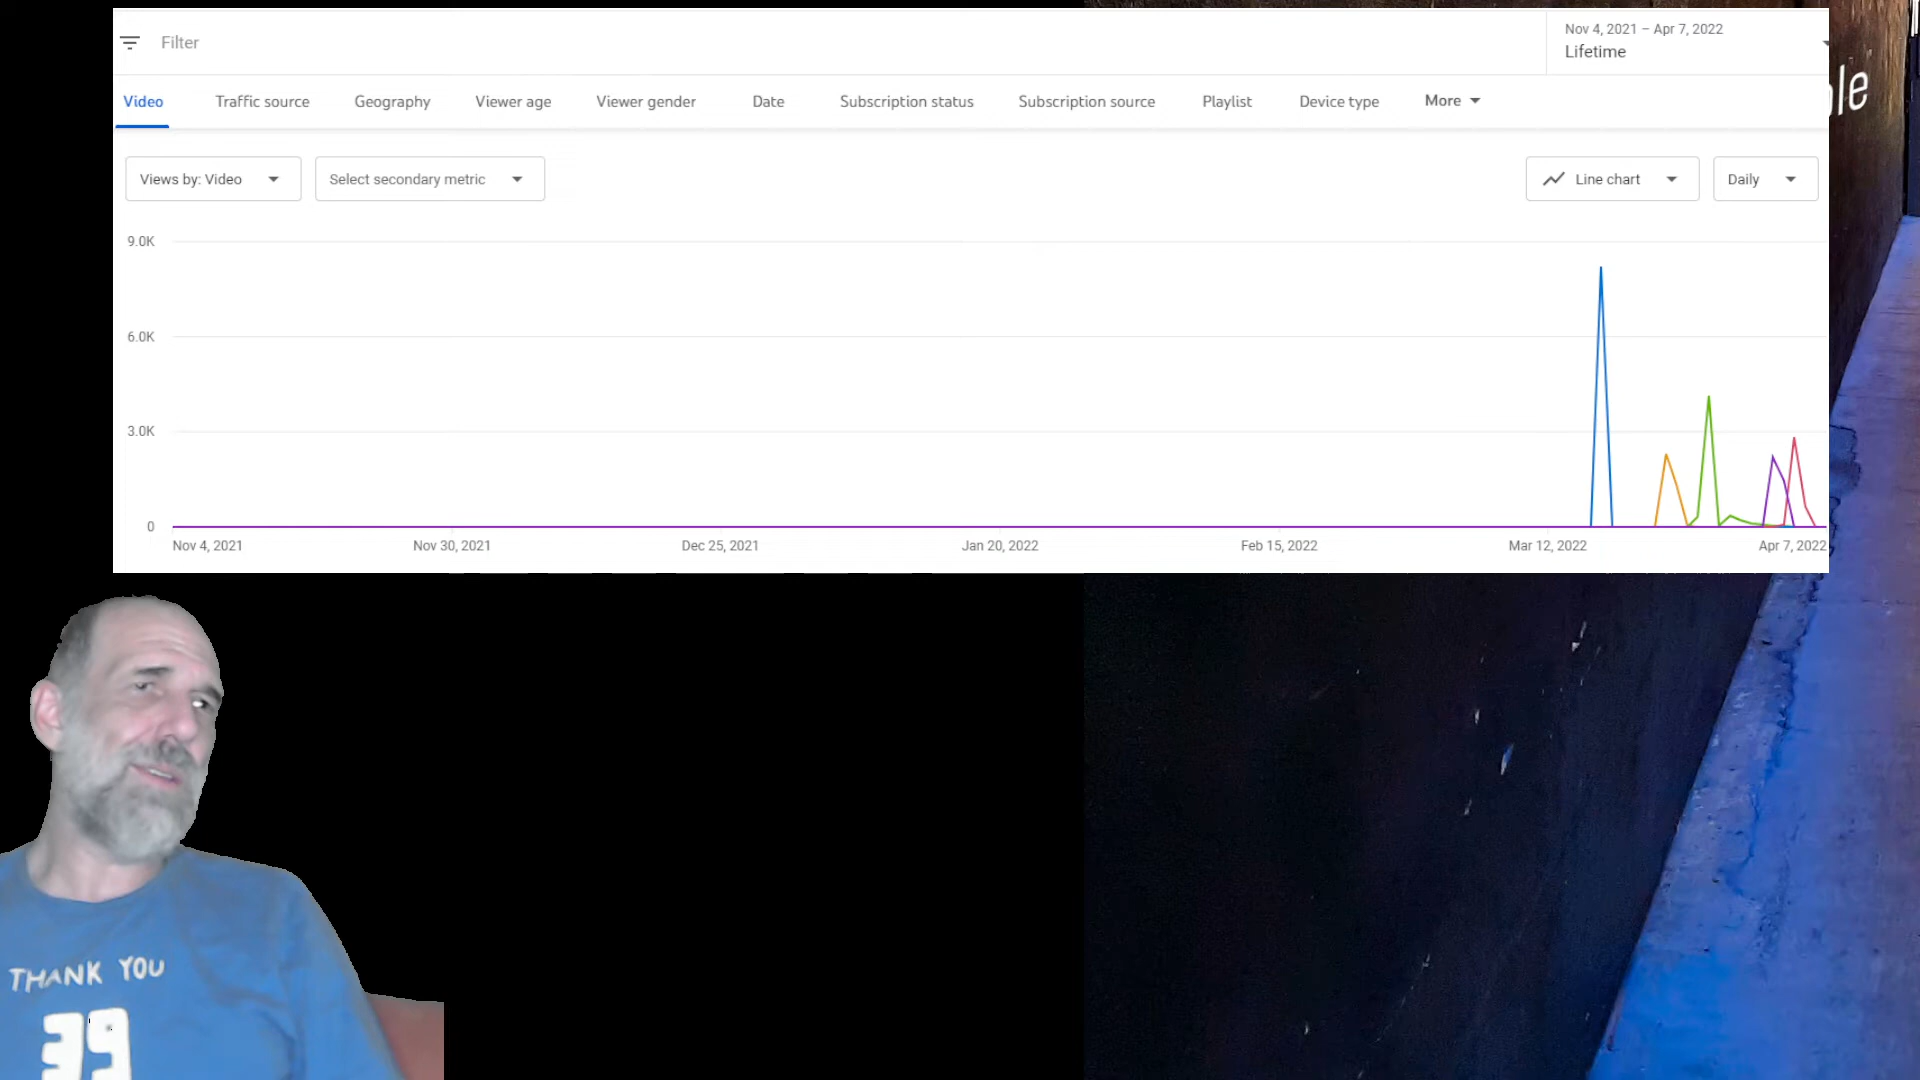 Filter
Nov 4, 2021 – Apr 7, 2022
Lifetime
Video Traffic source Geography Viewer age Viewer gender Date Subscription status Subscription source Playlist Device type More
Views by: Video Select secondary metric Line chart Daily
9.0K
6.0K
3.0K
0
Nov 4, 2021 Nov 30, 2021 Dec 25, 2021 Jan 20, 2022 Feb 15, 2022 Mar 12, 2022 Apr 7, 2022
THANK YOU
39